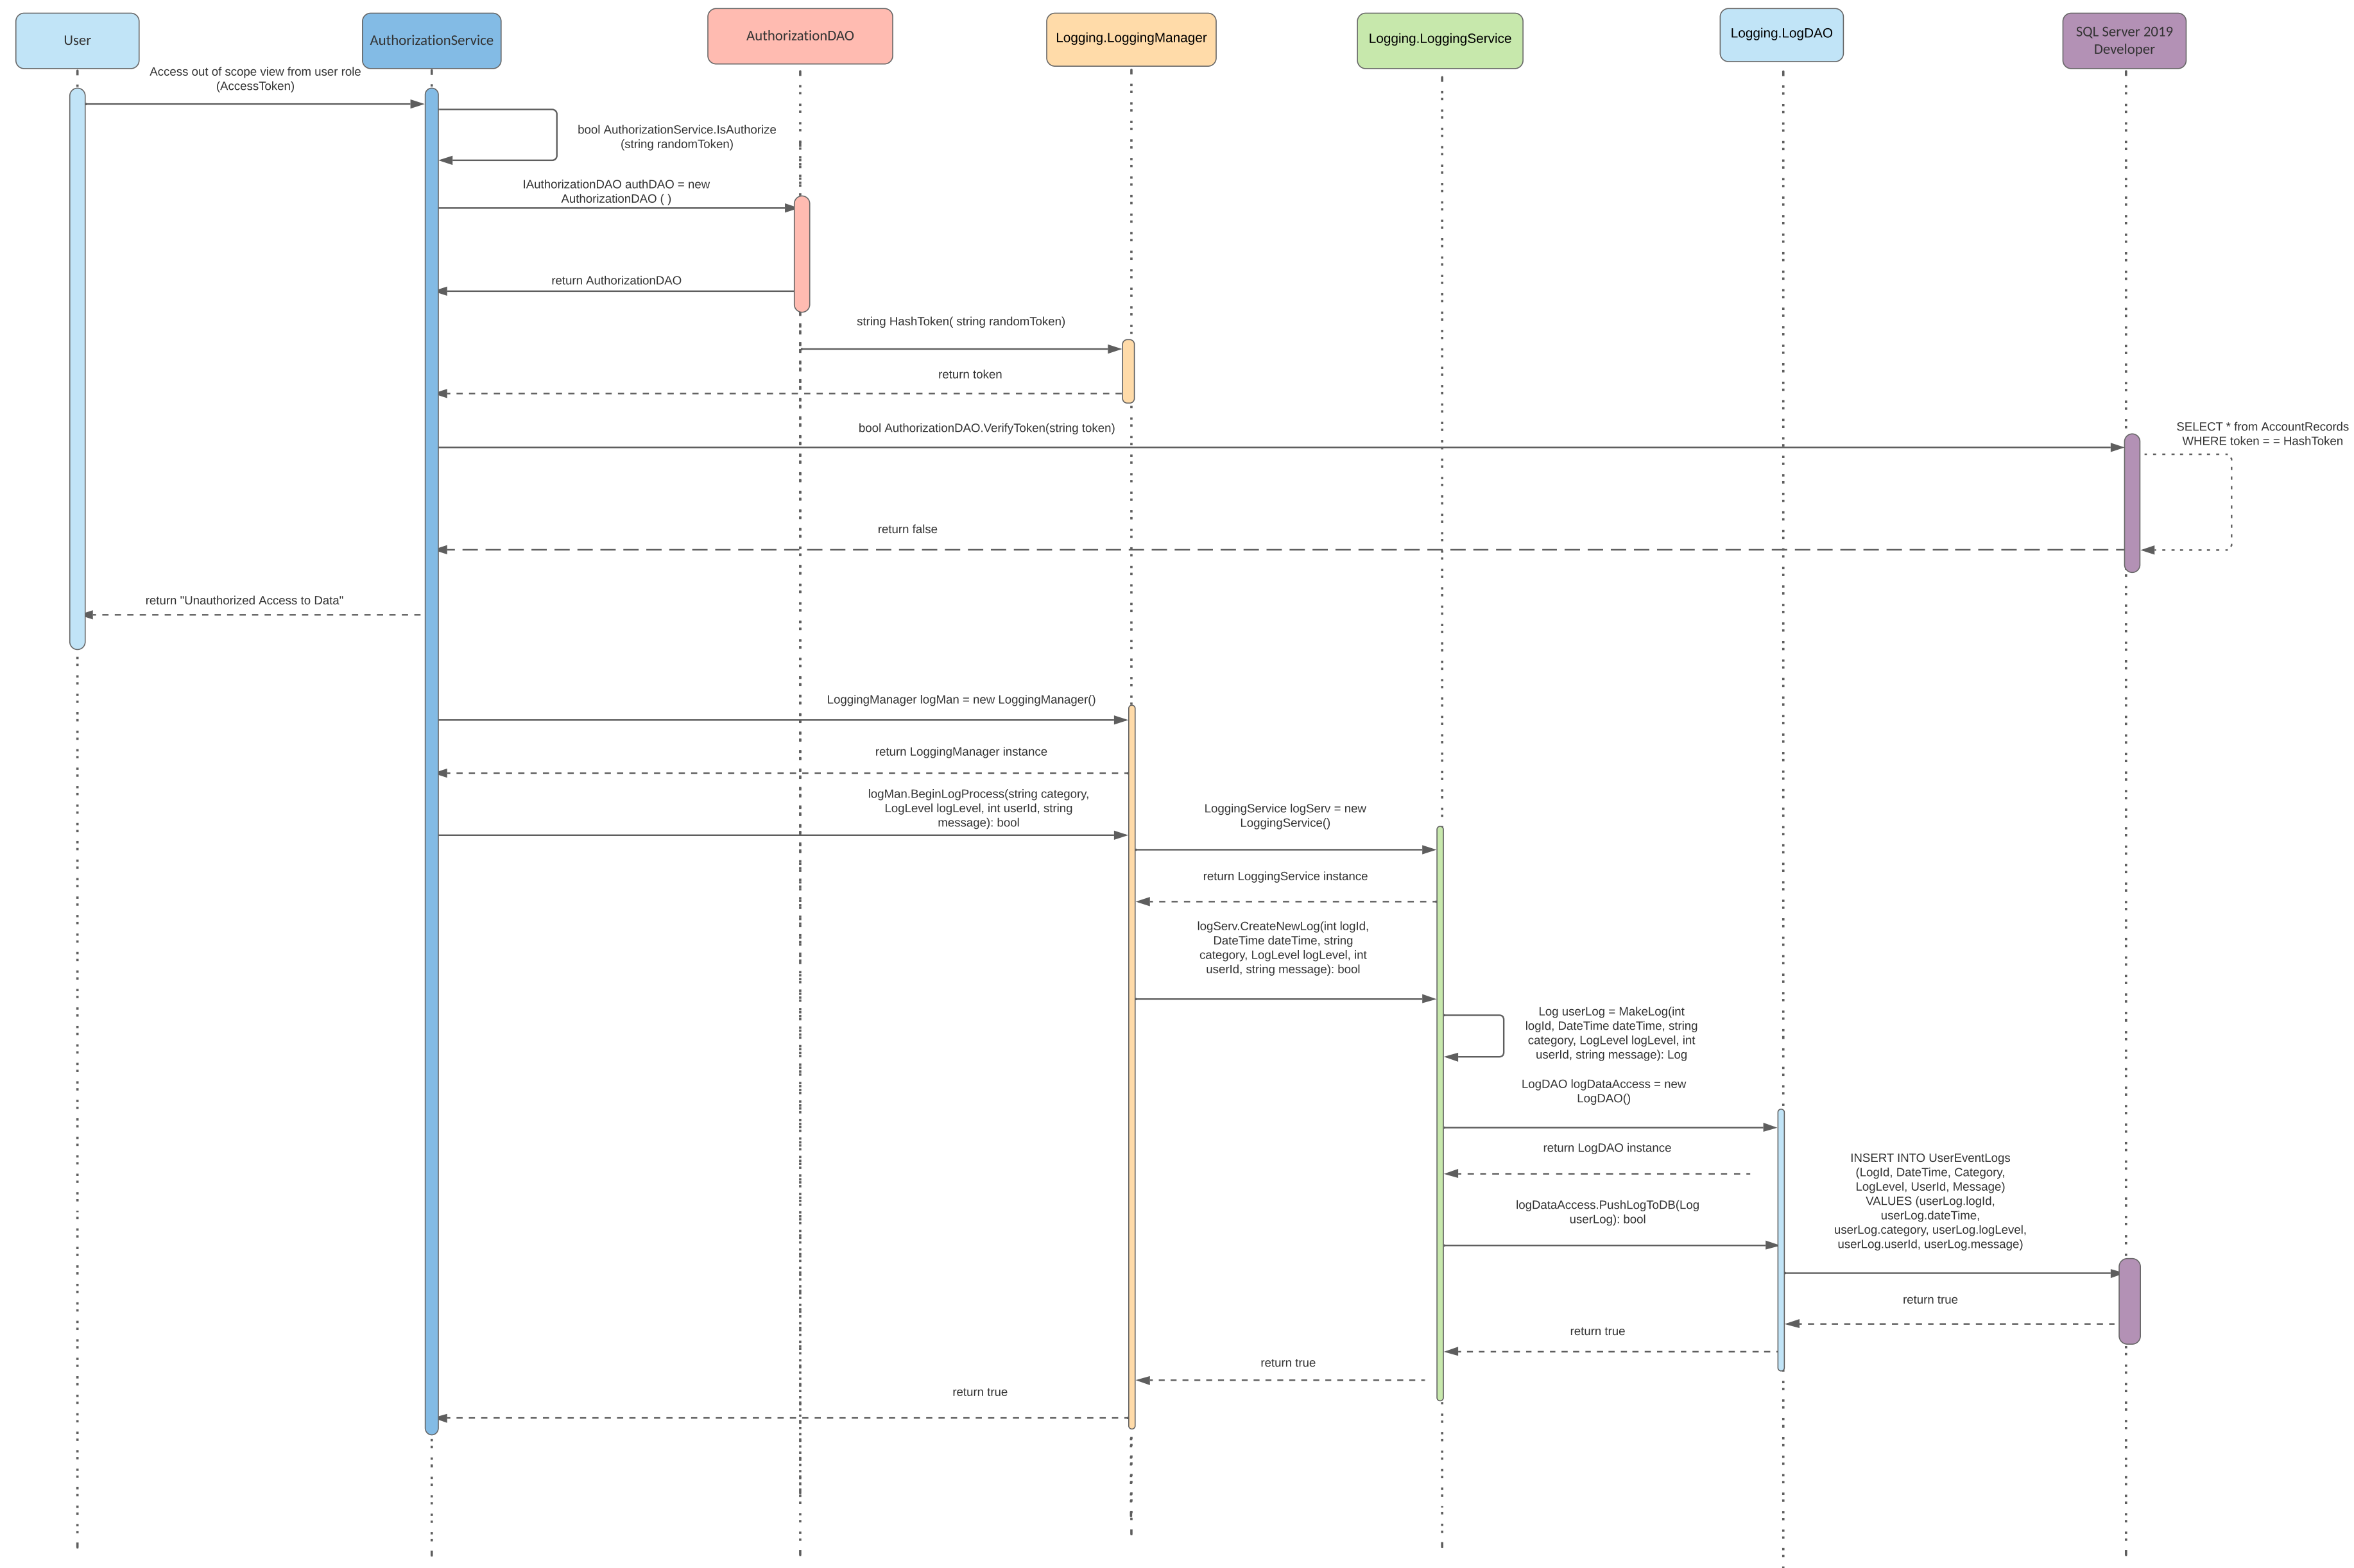 User
AuthorizationService
AuthorizationDAO
Logging.LoggingManager
Logging.LoggingService
Logging.LogDAO
SQL Server 2019
Developer
Access out of scope view from user role
(AccessToken)
bool AuthorizationService.IsAuthorize
(string randomToken)
IAuthorizationDAO authDAO = new
AuthorizationDAO ( )
return AuthorizationDAO
string HashToken( string randomToken)
return token
bool AuthorizationDAO.VerifyToken(string token)
SELECT * from AccountRecords
WHERE token = = HashToken
return false
return "Unauthorized Access to Data"
LoggingManager logMan = new LoggingManager()
return LoggingManager instance
logMan.BeginLogProcess(string category,
LogLevel logLevel, int userId, string
message): bool
LoggingService logServ = new
LoggingService()
return LoggingService instance
logServ.CreateNewLog(int logId,
DateTime dateTime, string
category, LogLevel logLevel, int
userId, string message): bool
Log userLog = MakeLog(int
logId, DateTime dateTime, string
category, LogLevel logLevel, int
userId, string message): Log
LogDAO logDataAccess = new
LogDAO()
return LogDAO instance
logDataAccess.PushLogToDB(Log
userLog): bool
INSERT INTO UserEventLogs
(LogId, DateTime, Category,
LogLevel, UserId, Message)
VALUES (userLog.logId,
userLog.dateTime,
userLog.category, userLog.logLevel,
userLog.userId, userLog.message)
return true
return true
return true
return true